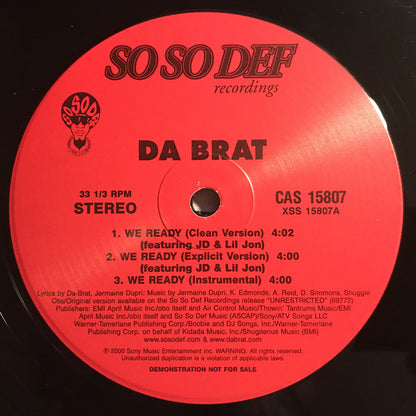 SO SO DEF
recordings
SO SO DEF
DA BRAT
33 1/3 RPM
STEREO
CAS 15807
XSS 15807A
1. WE READY (Clean Version) 4:02
(featuring JD & Lil Jon)
2. WE READY (Explicit Version) 4:00
(featuring JD & Lil Jon)
3. WE READY (Instrumental) 4:00
Lyrics by Da-Brat, Jermaine Dupri; Music by Jermaine Dupri, K. Edmonds, A. Reid, D. Simmons, Shuggie
Otis/Original version available on the So So Def Recordings release "UNRESTRICTED" (69772)
Publishers: EMI April Music Inc./obo itself and Air Control Music/Thowin' Tantrums Music/EMI
April Music Inc./obo itself and So So Def Music (ASCAP)/Sony/ATV Songs LLC
Warner-Tamerlane Publishing Corp./Boobie and DJ Songs, Inc./Warner-Tamerlane
Publishing Corp. on behalf of Kidada Music, Inc./Shugterius Music (BMI)
www.sosodef.com & www.dabrat.com
℗ 2000 Sony Music Entertainment Inc. WARNING: All rights reserved.
Unauthorized duplication is a violation of applicable laws.
DEMONSTRATION NOT FOR SALE